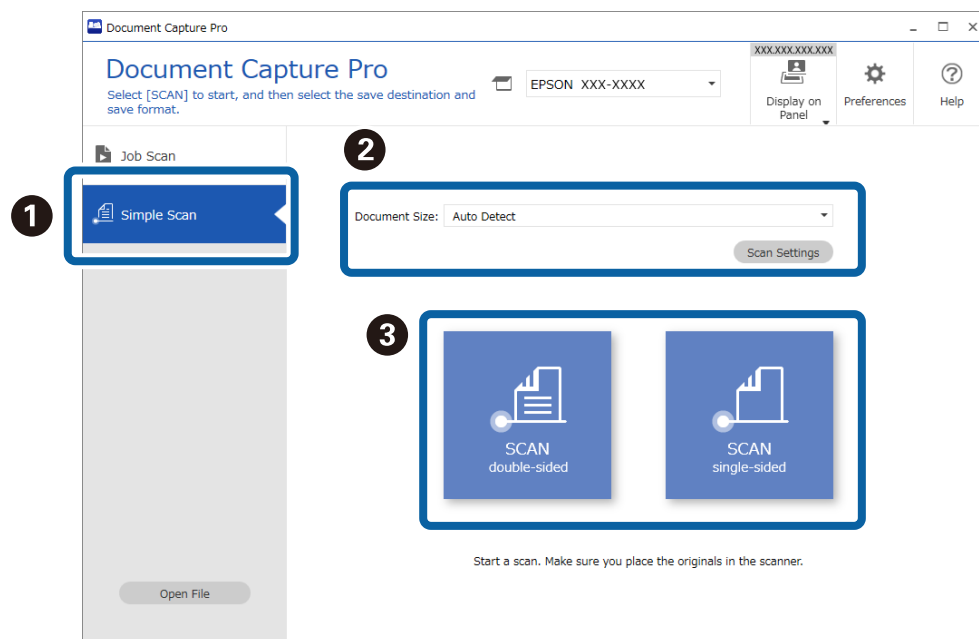 Document Capture Pro
Document Capture Pro
Select [SCAN] to start, and then select the save destination and
save format.
EPSON XXX-XXXX
XXX.XXX.XXX.XXX
Display on
Panel
Preferences
Help
Job Scan
1
Simple Scan
2
Document Size: Auto Detect
Scan Settings
3
SCAN
double-sided
SCAN
single-sided
Start a scan. Make sure you place the originals in the scanner.
Open File